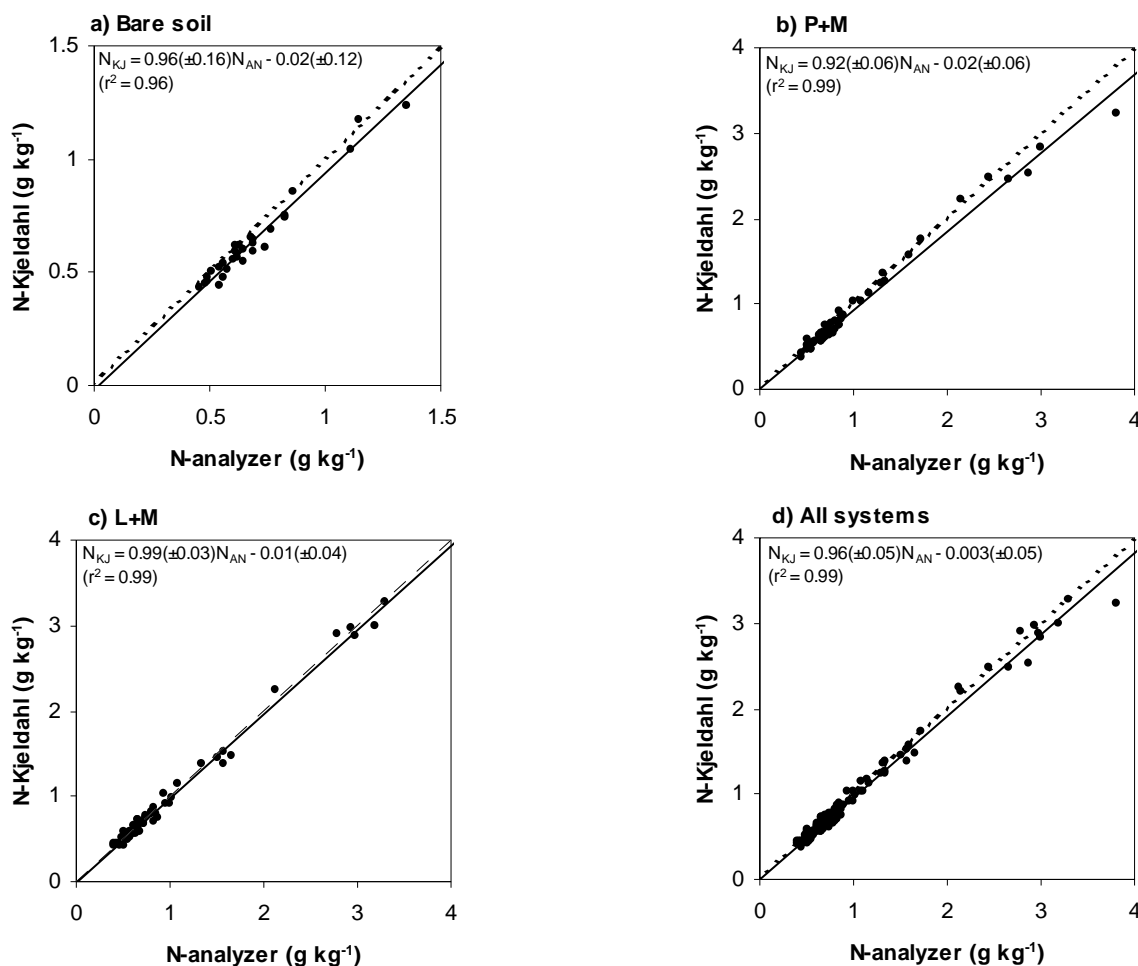 a) Bare soil
1.5
N_KJ = 0.96(±0.16)N_AN - 0.02(±0.12)
(r² = 0.96)
N-Kjeldahl (g kg⁻¹)
1
0.5
0
0 0.5 1 1.5
N-analyzer (g kg⁻¹)
b) P+M
4
N_KJ = 0.92(±0.06)N_AN - 0.02(±0.06)
(r² = 0.99)
N-Kjeldahl (g kg⁻¹)
3
2
1
0
0 1 2 3 4
N-analyzer (g kg⁻¹)
c) L+M
4
N_KJ = 0.99(±0.03)N_AN - 0.01(±0.04)
(r² = 0.99)
N-Kjeldahl (g kg⁻¹)
3
2
1
0
0 1 2 3 4
N-analyzer (g kg⁻¹)
d) All systems
4
N_KJ = 0.96(±0.05)N_AN - 0.003(±0.05)
(r² = 0.99)
N-Kjeldahl (g kg⁻¹)
3
2
1
0
0 1 2 3 4
N-analyzer (g kg⁻¹)